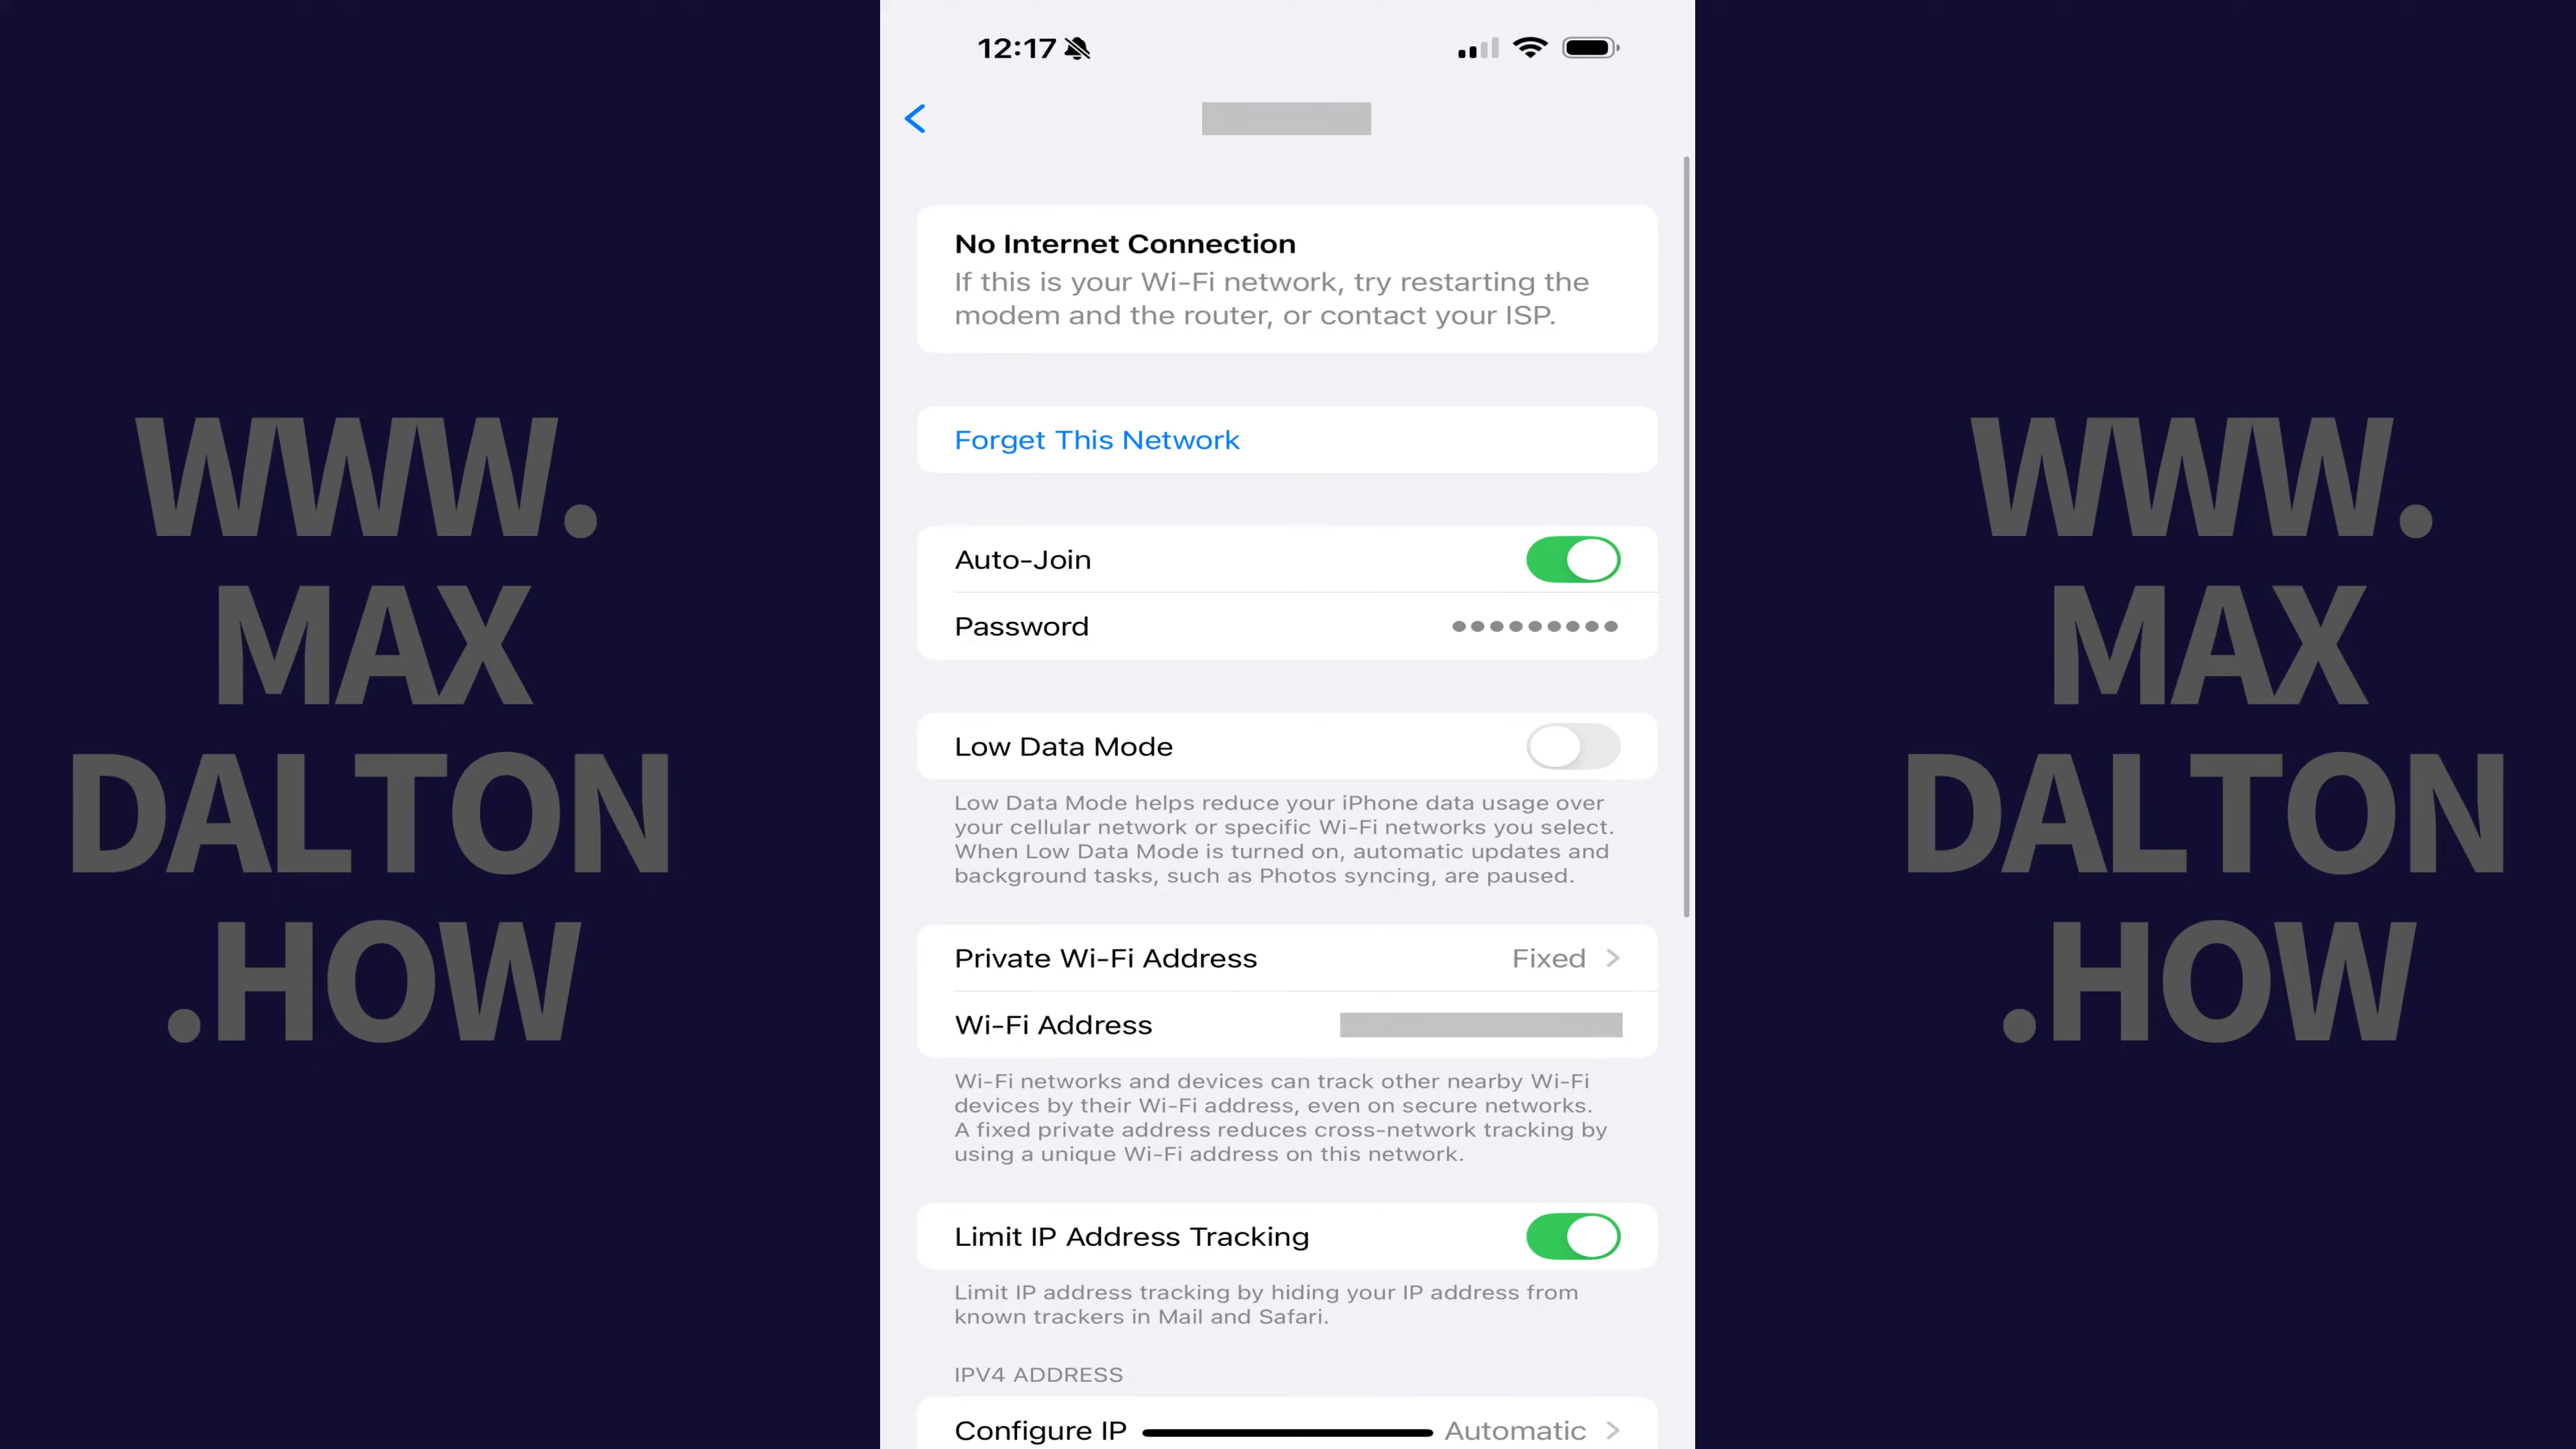 WWW.
MAX
DALTON
.HOW
12:17
No Internet Connection
If this is your Wi-Fi network, try restarting the
modem and the router, or contact your ISP.
Forget This Network
Auto-Join
Password
Low Data Mode
Low Data Mode helps reduce your iPhone data usage over
your cellular network or specific Wi-Fi networks you select.
When Low Data Mode is turned on, automatic updates and
background tasks, such as Photos syncing, are paused.
Private Wi-Fi Address Fixed
Wi-Fi Address
Wi-Fi networks and devices can track other nearby Wi-Fi
devices by their Wi-Fi address, even on secure networks.
A fixed private address reduces cross-network tracking by
using a unique Wi-Fi address on this network.
Limit IP Address Tracking
Limit IP address tracking by hiding your IP address from
known trackers in Mail and Safari.
IPV4 ADDRESS
Configure IP Automatic
WWW.
MAX
DALTON
.HOW